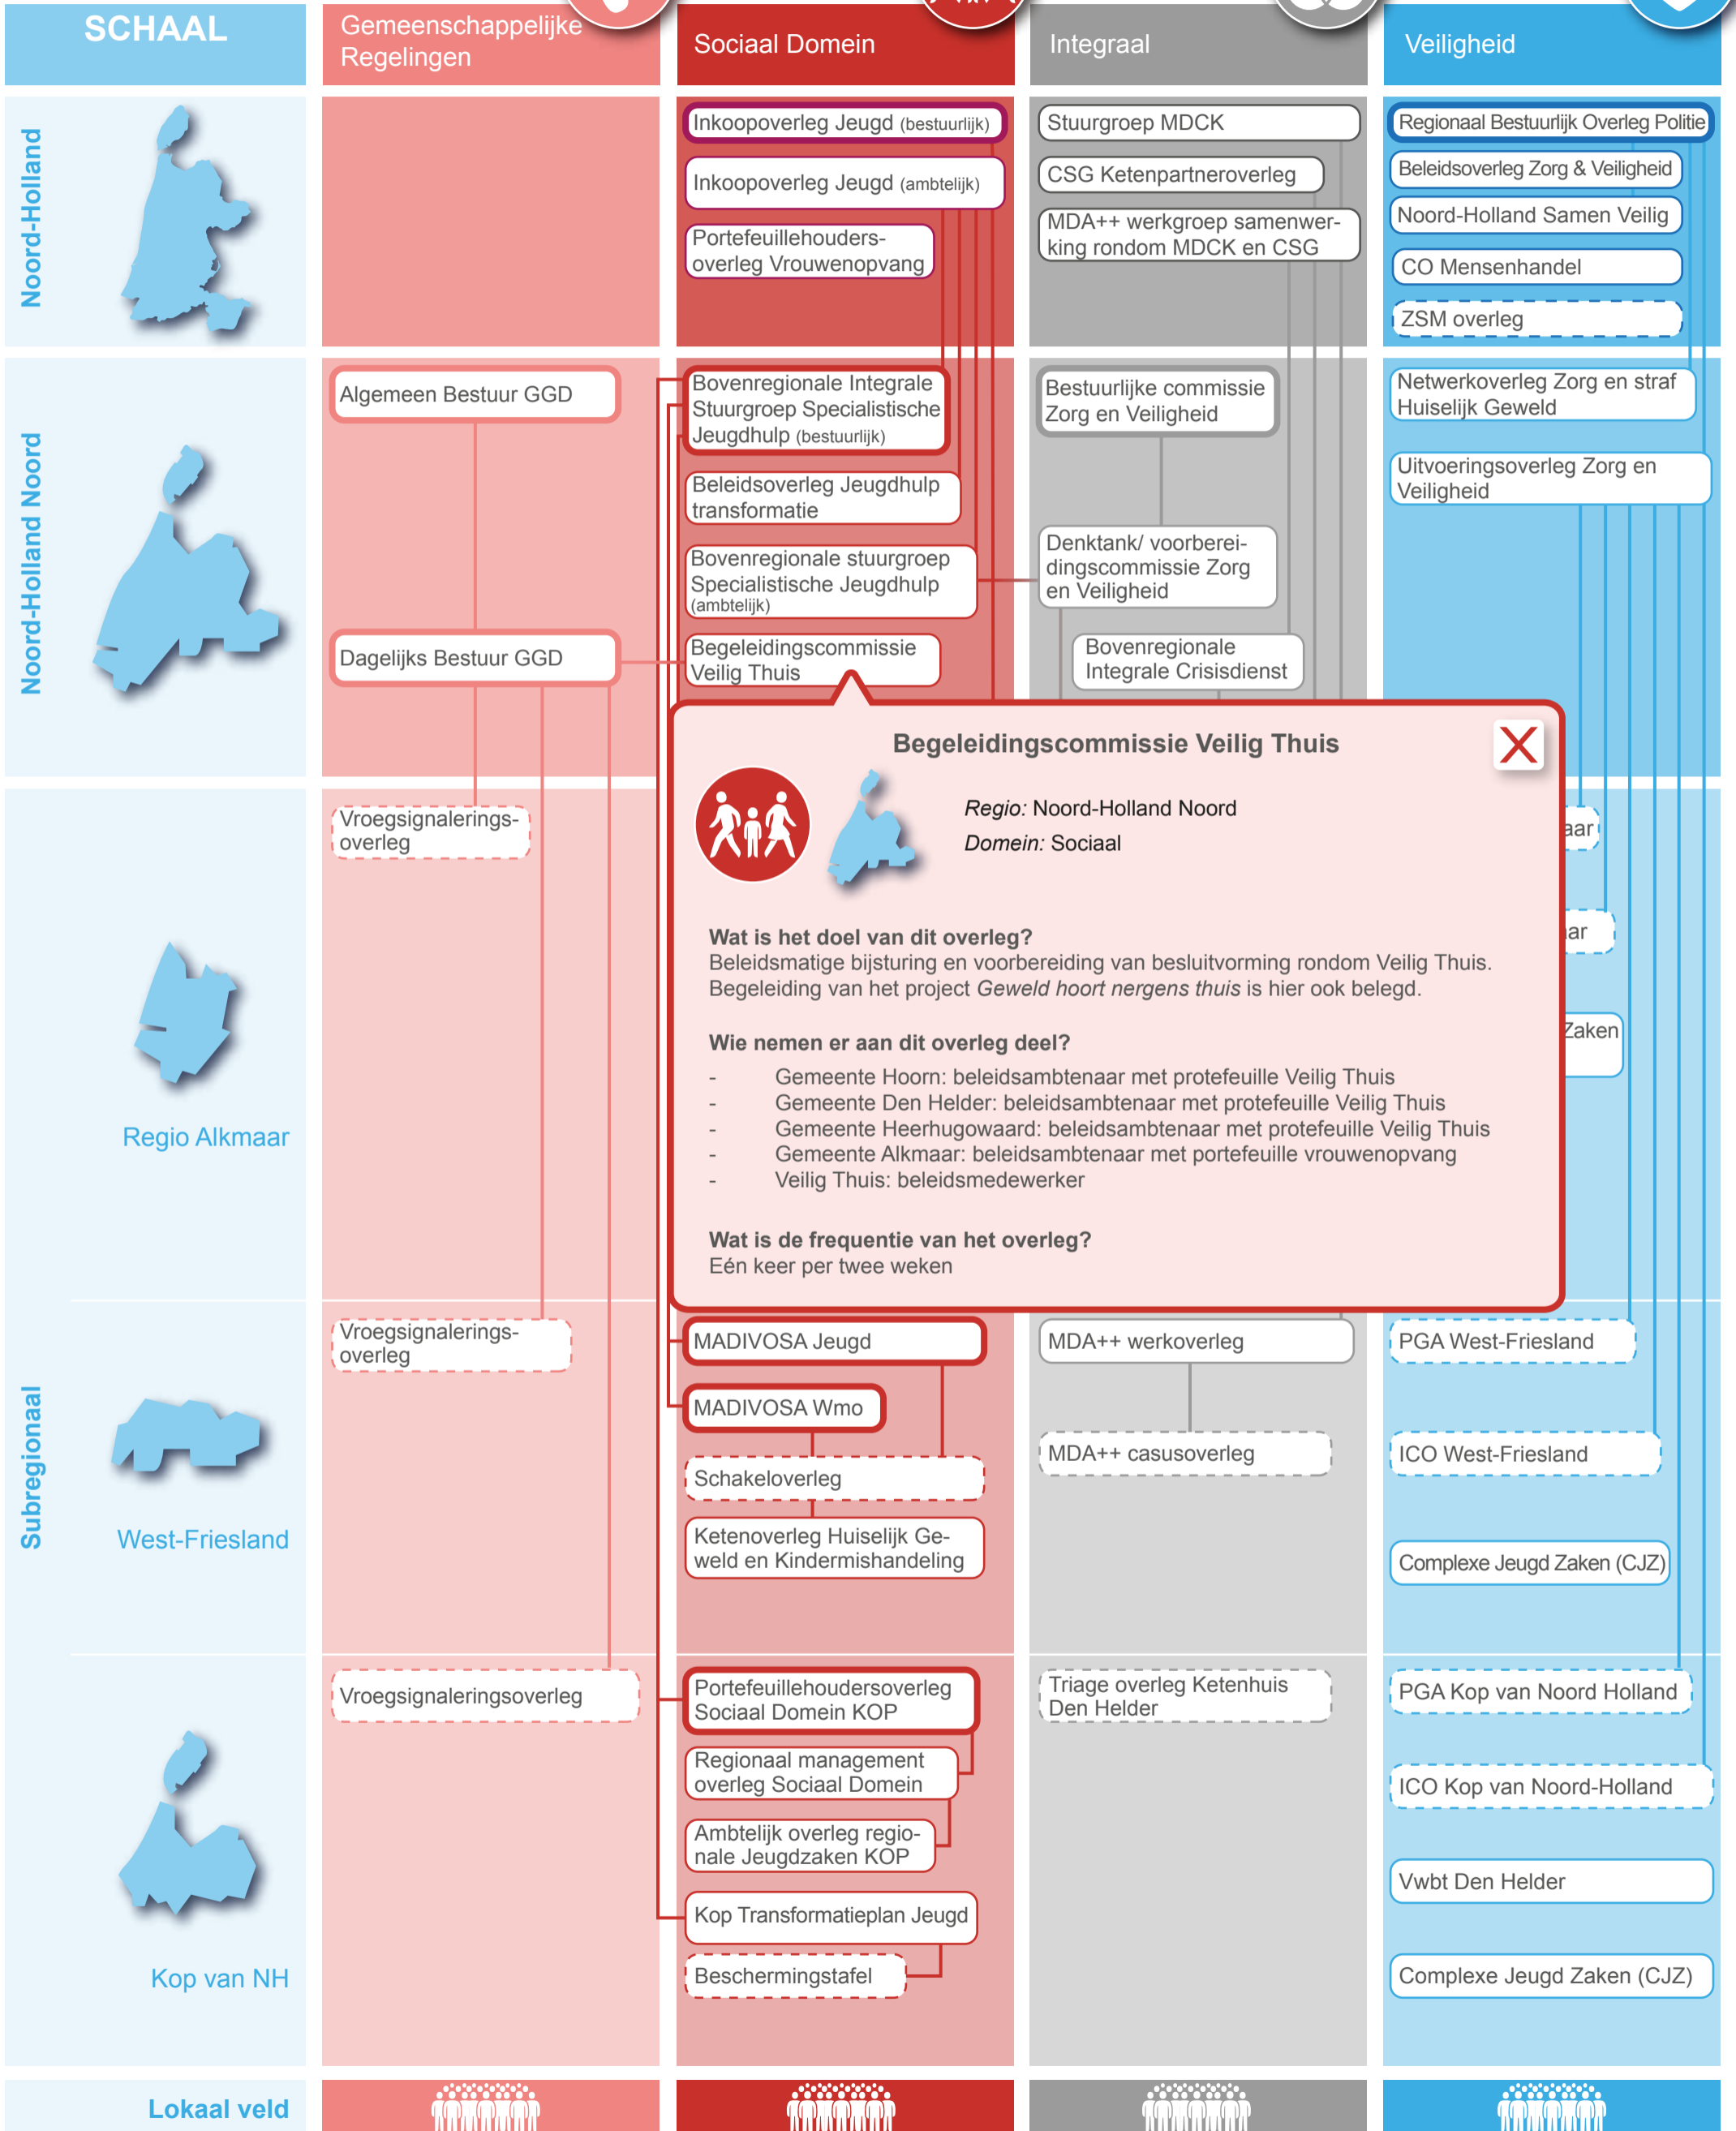 SCHAAL
Gemeenschappelijke
Regelingen
Sociaal Domein
Integraal
Veiligheid
Noord-Holland
Inkoopoverleg Jeugd (bestuurlijk)
Inkoopoverleg Jeugd (ambtelijk)
Portefeuillehouders-
overleg Vrouwenopvang
Stuurgroep MDCK
CSG Ketenpartneroverleg
MDA++ werkgroep samenwer-
king rondom MDCK en CSG
Regionaal Bestuurlijk Overleg Politie
Beleidsoverleg Zorg & Veiligheid
Noord-Holland Samen Veilig
CO Mensenhandel
ZSM overleg
Noord-Holland Noord
Algemeen Bestuur GGD
Dagelijks Bestuur GGD
Bovenregionale Integrale
Stuurgroep Specialistische
Jeugdhulp (bestuurlijk)
Beleidsoverleg Jeugdhulp
transformatie
Bovenregionale stuurgroep
Specialistische Jeugdhulp
(ambtelijk)
Begeleidingscommissie
Veilig Thuis
Bestuurlijke commissie
Zorg en Veiligheid
Denktank/ voorberei-
dingscommissie Zorg
en Veiligheid
Bovenregionale
Integrale Crisisdienst
Netwerkoverleg Zorg en straf
Huiselijk Geweld
Uitvoeringsoverleg Zorg en
Veiligheid
Begeleidingscommissie Veilig Thuis
X
Regio: Noord-Holland Noord
Domein: Sociaal
Wat is het doel van dit overleg?
Beleidsmatige bijsturing en voorbereiding van besluitvorming rondom Veilig Thuis.
Begeleiding van het project Geweld hoort nergens thuis is hier ook belegd.
Wie nemen er aan dit overleg deel?
- Gemeente Hoorn: beleidsambtenaar met protefeuille Veilig Thuis
- Gemeente Den Helder: beleidsambtenaar met protefeuille Veilig Thuis
- Gemeente Heerhugowaard: beleidsambtenaar met protefeuille Veilig Thuis
- Gemeente Alkmaar: beleidsambtenaar met portefeuille vrouwenopvang
- Veilig Thuis: beleidsmedewerker
Wat is de frequentie van het overleg?
Eén keer per twee weken
Subregionaal
Regio Alkmaar
Vroegsignalerings-
overleg
aar
ar
Zaken
West-Friesland
Vroegsignalerings-
overleg
MADIVOSA Jeugd
MADIVOSA Wmo
Schakeloverleg
Ketenoverleg Huiselijk Ge-
weld en Kindermishandeling
MDA++ werkoverleg
MDA++ casusoverleg
PGA West-Friesland
ICO West-Friesland
Complexe Jeugd Zaken (CJZ)
Kop van NH
Vroegsignaleringsoverleg
Portefeuillehoudersoverleg
Sociaal Domein KOP
Regionaal management
overleg Sociaal Domein
Ambtelijk overleg regio-
nale Jeugdzaken KOP
Kop Transformatieplan Jeugd
Beschermingstafel
Triage overleg Ketenhuis
Den Helder
PGA Kop van Noord Holland
ICO Kop van Noord-Holland
Vwbt Den Helder
Complexe Jeugd Zaken (CJZ)
Lokaal veld